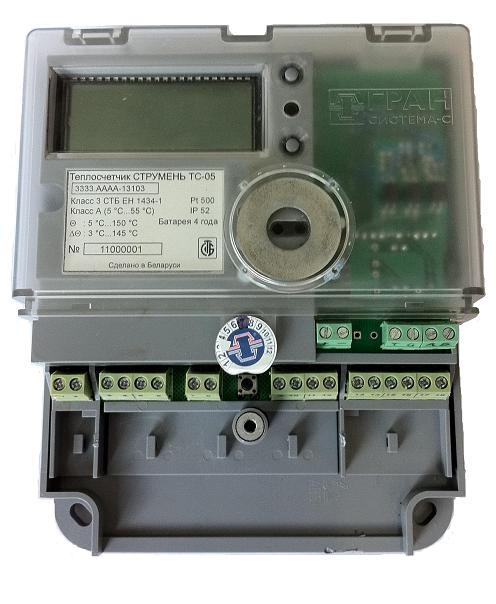 ГРАН
СИСТЕМА-С
Теплосчетчик СТРУМЕНЬ ТС-05
3333.АААА-13103
Класс 3 СТБ ЕН 1434-1 Pt 500
Класс А (5 °С...55 °С) IP 52
Θ : 5 °С...150 °С Батарея 4 года
ΔΘ : 3 °С...145 °С
№ 11000001
Сделано в Беларуси